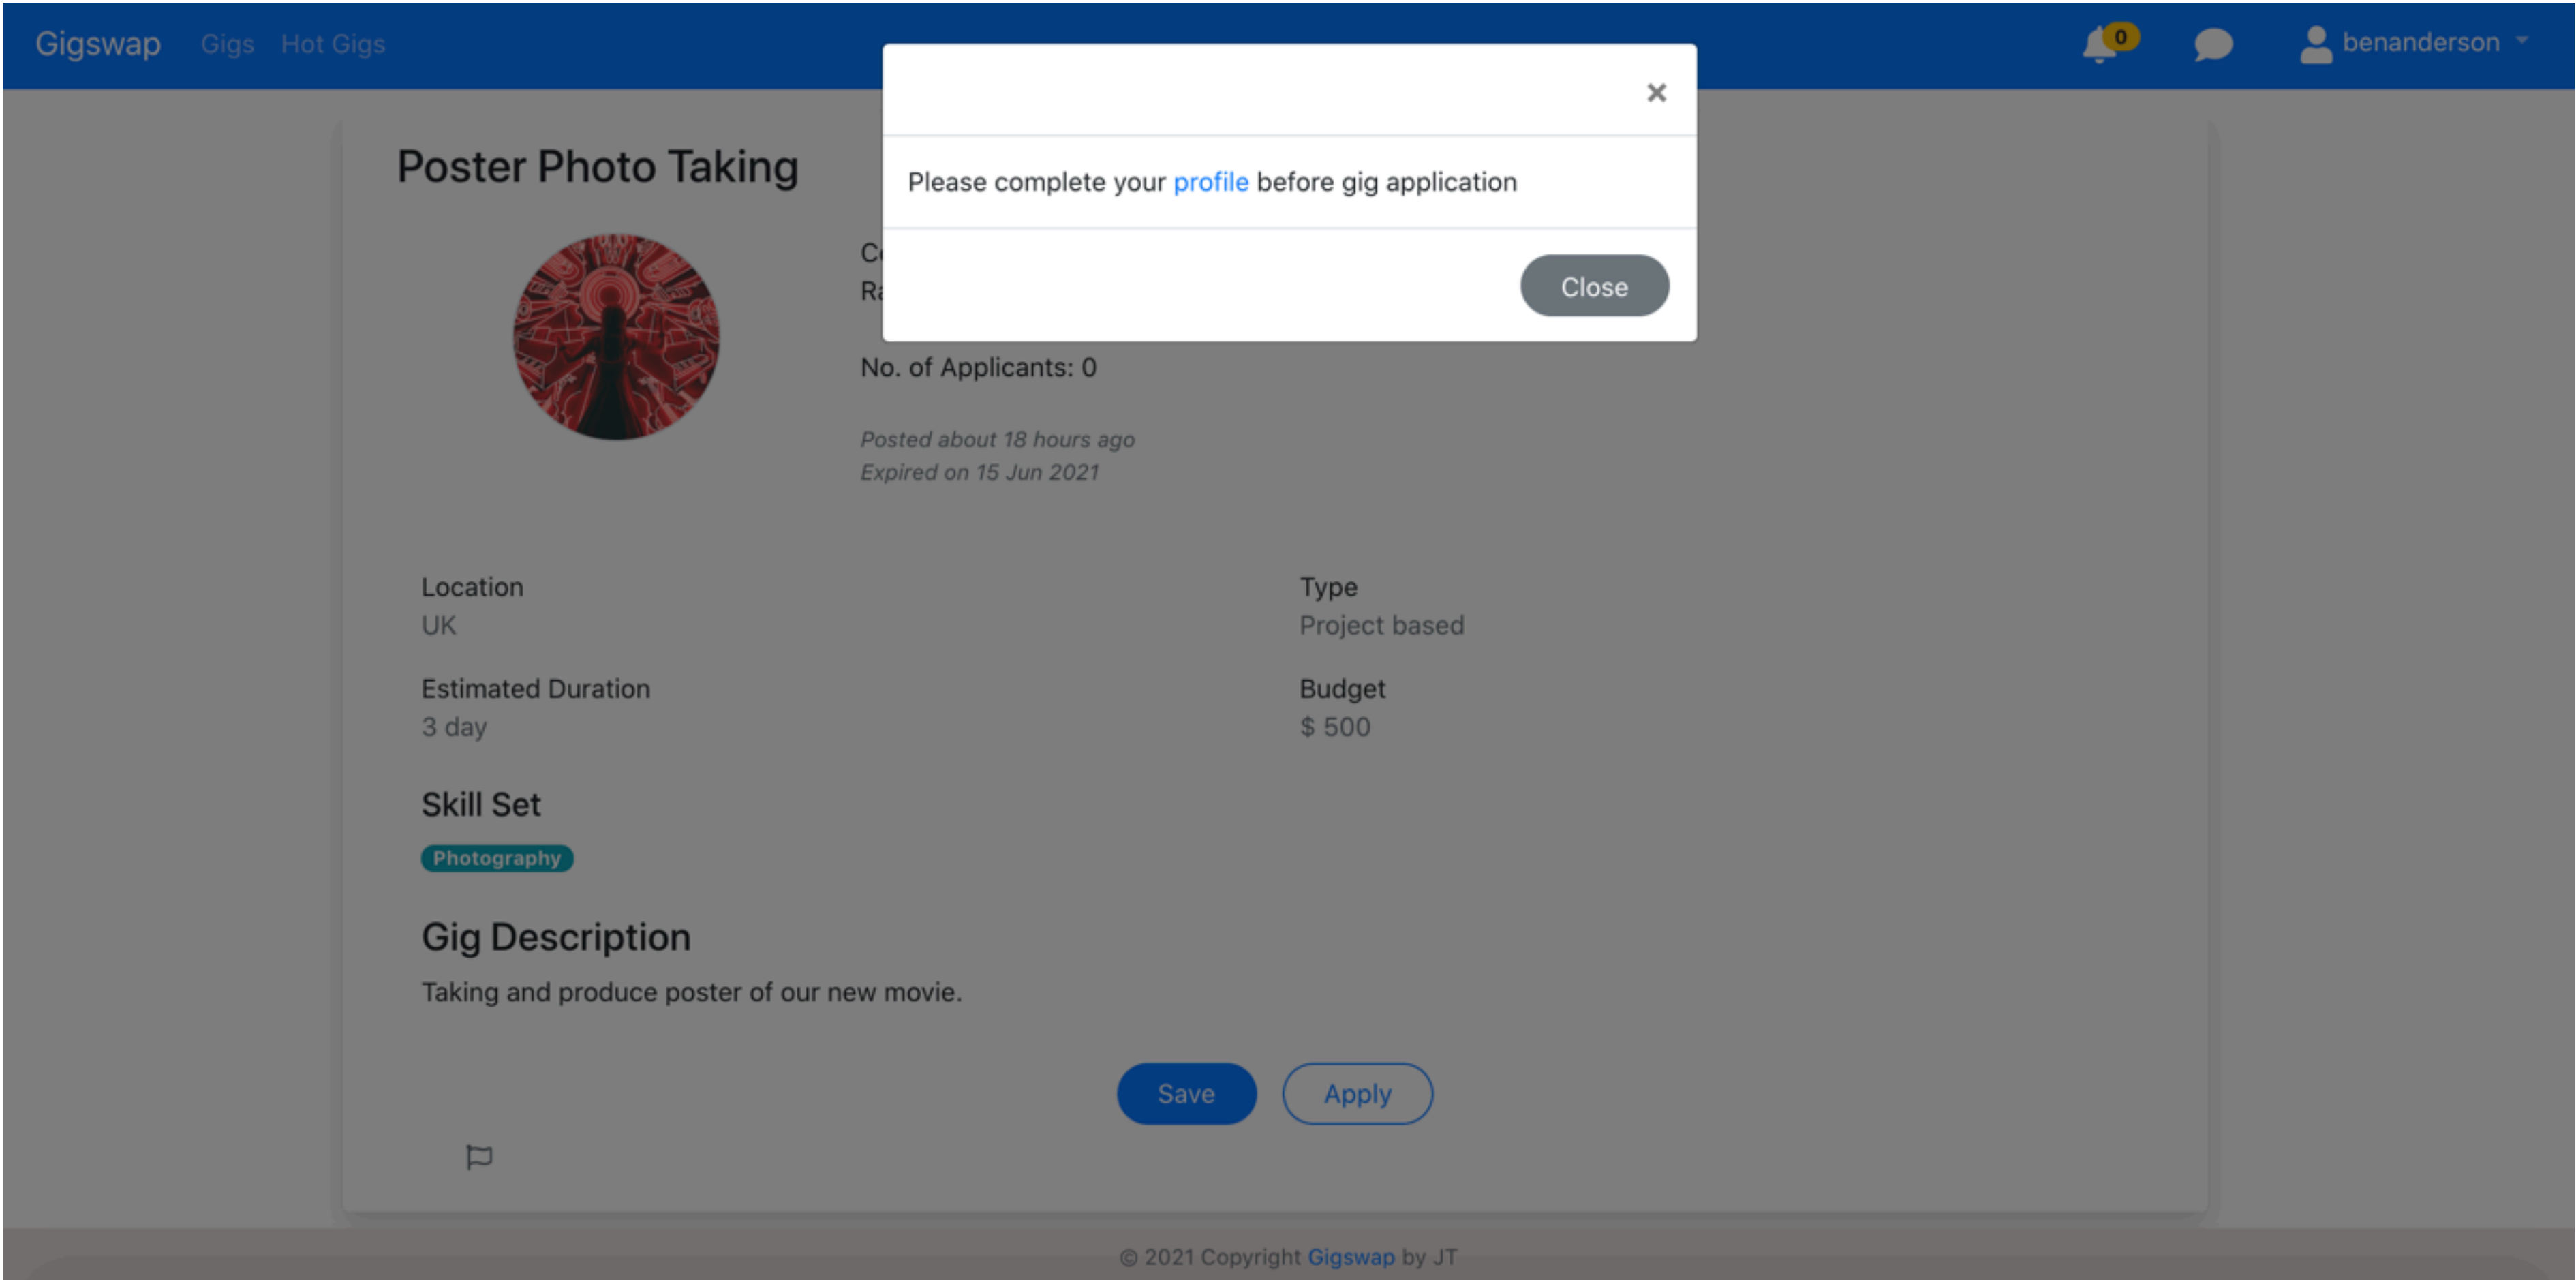 Gigswap Gigs Hot Gigs 0 benanderson
×
Please complete your profile before gig application
Close
Poster Photo Taking
No. of Applicants: 0
Posted about 18 hours ago
Expired on 15 Jun 2021
Location
UK
Type
Project based
Estimated Duration
3 day
Budget
$ 500
Skill Set
Photography
Gig Description
Taking and produce poster of our new movie.
Save Apply
© 2021 Copyright Gigswap by JT